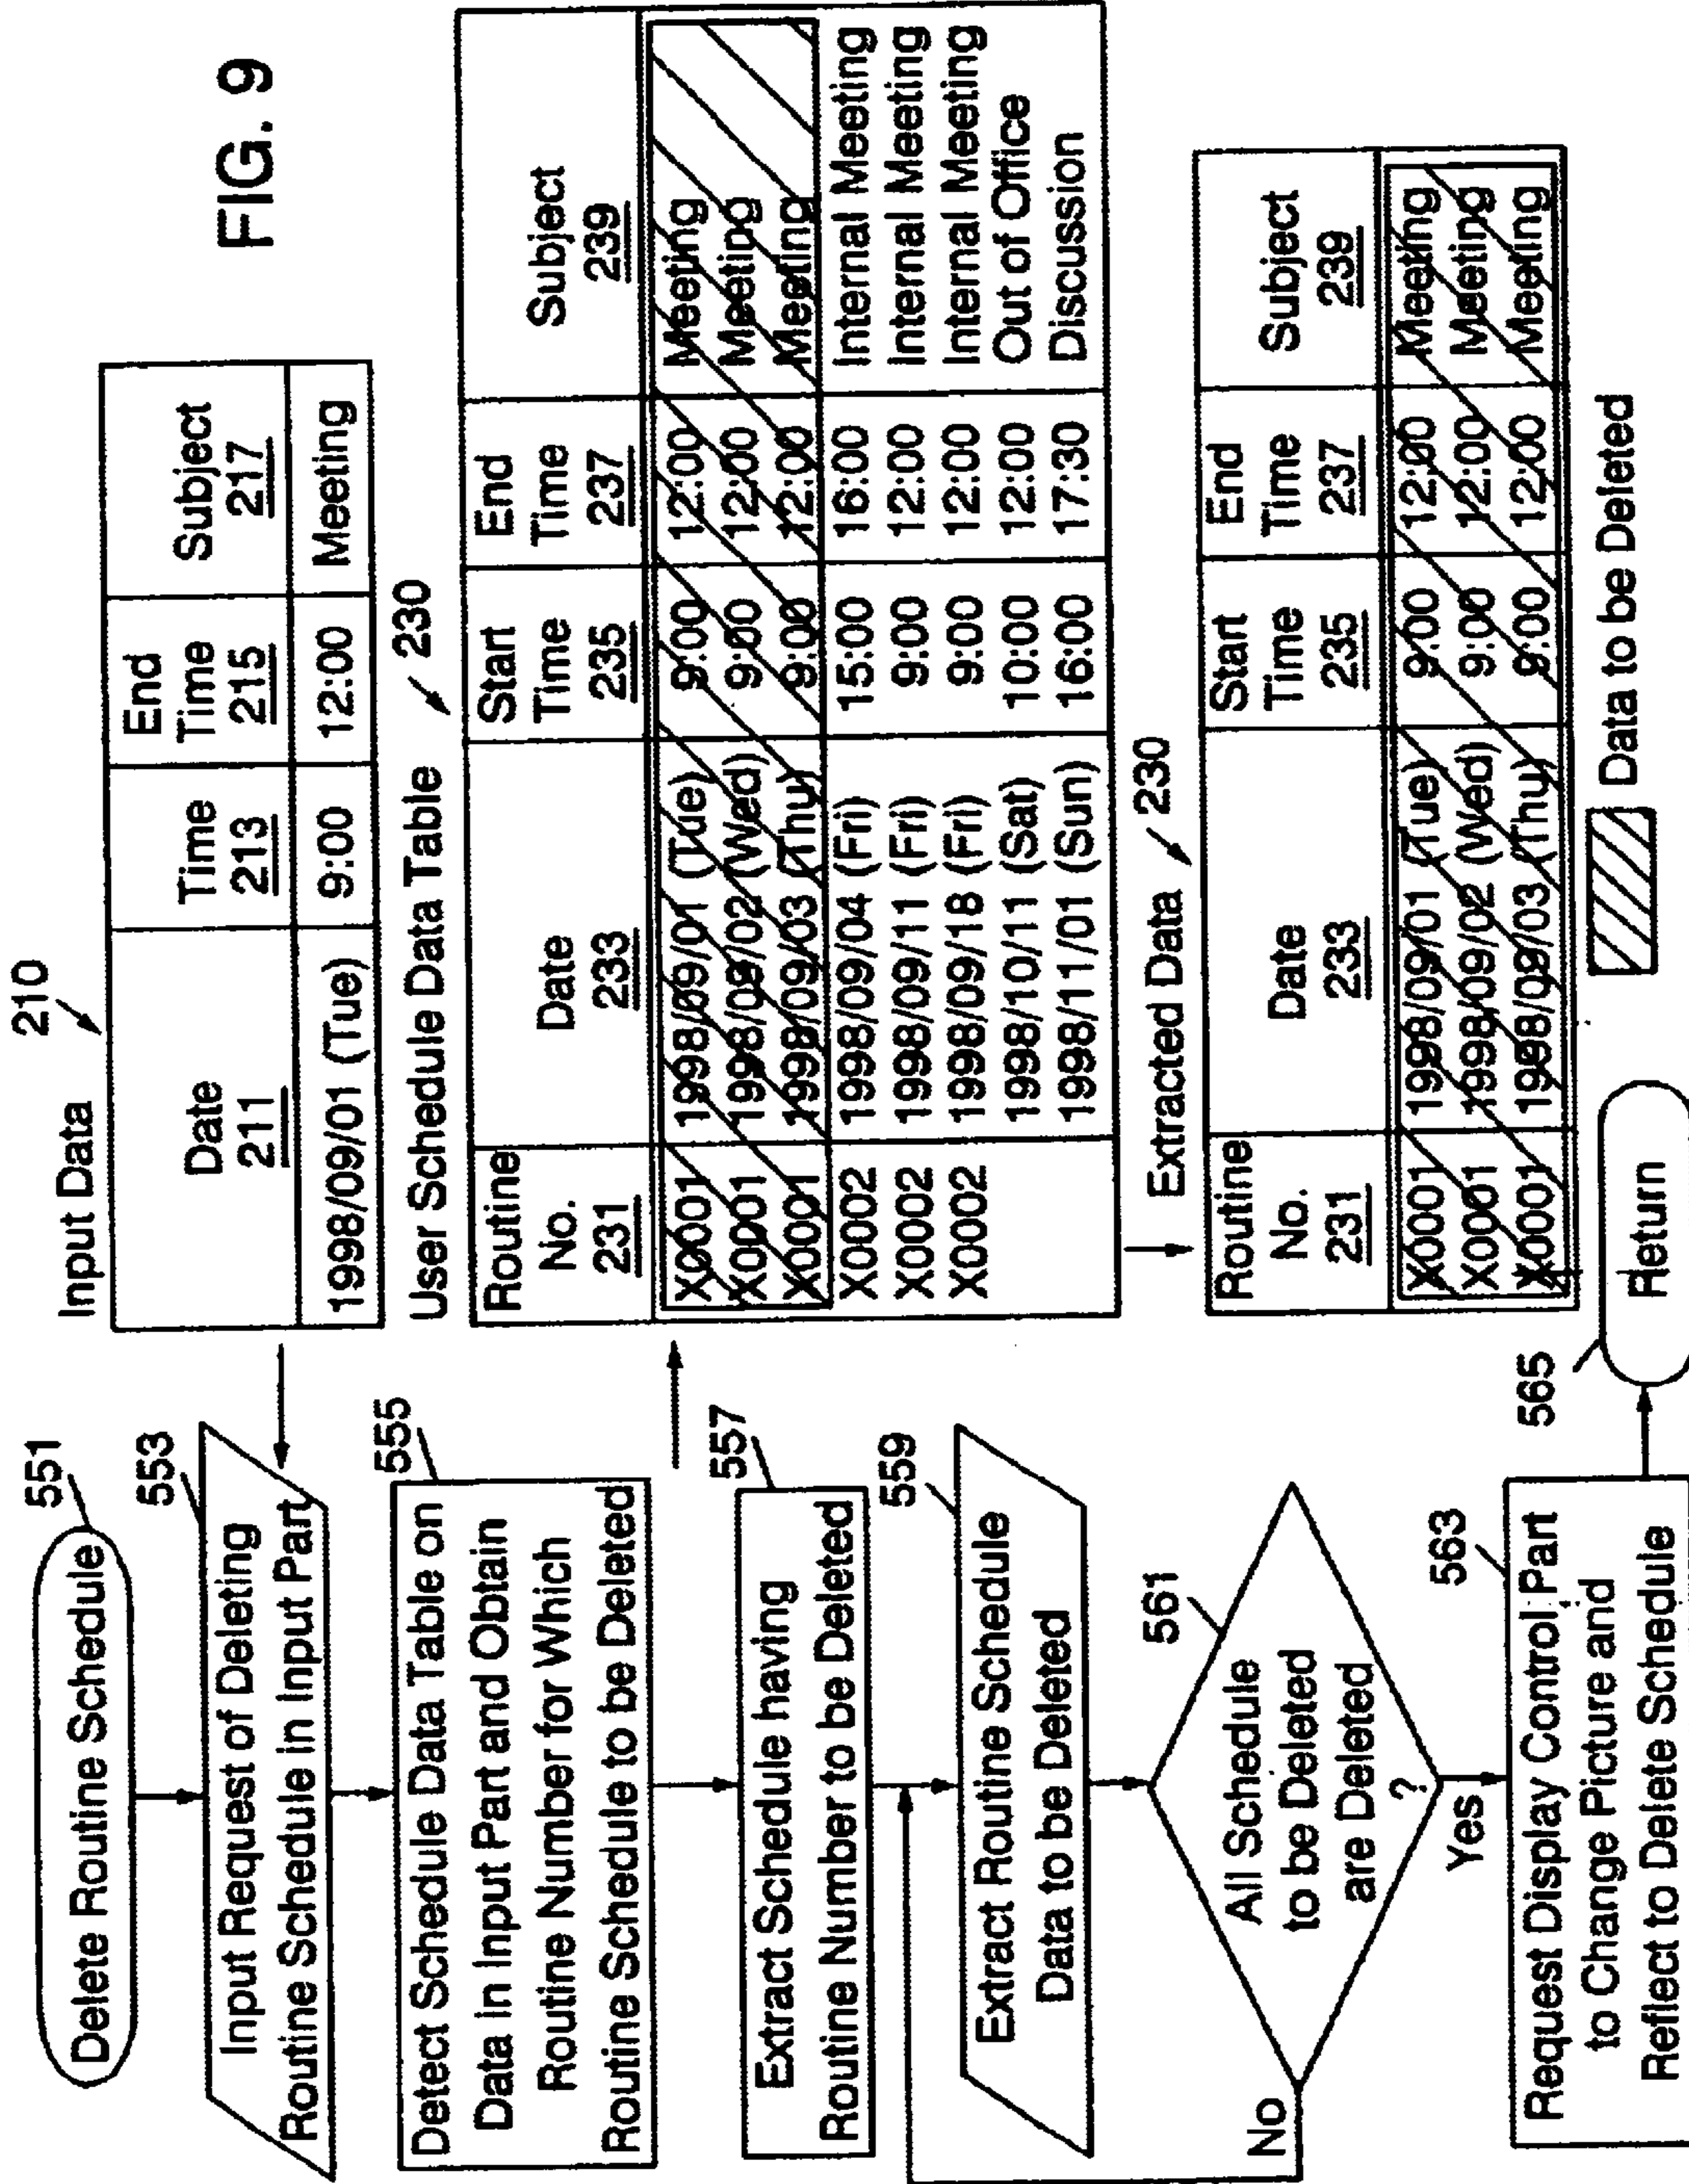 FIG. 9
Delete Routine Schedule
551
Input Request of Deleting
Routine Schedule in Input Part
553
Detect Schedule Data Table on
Data in Input Part and Obtain
Routine Number for Which
Routine Schedule to be Deleted
555
Extract Schedule having
Routine Number to be Deleted
557
Extract Routine Schedule
Data to be Deleted
559
All Schedule
to be Deleted
are Deleted
?
561
No
Yes
Request Display Control Part
to Change Picture and
Reflect to Delete Schedule
563
Return
565
Input Data
210
Date 211 Time 213 End Time 215 Subject 217
1998/09/01 (Tue) 9:00 12:00 Meeting
User Schedule Data Table
230
Routine No. 231 Date 233 Start Time 235 End Time 237 Subject 239
X0001 1998/09/01 (Tue) 9:00 12:00 Meeting
X0001 1998/09/02 (Wed) 9:00 12:00 Meeting
X0001 1998/09/03 (Thu) 9:00 12:00 Meeting
X0002 1998/09/04 (Fri) 15:00 16:00 Internal Meeting
X0002 1998/09/11 (Fri) 9:00 12:00 Internal Meeting
X0002 1998/09/18 (Fri) 9:00 12:00 Internal Meeting
1998/10/11 (Sat) 10:00 12:00 Out of Office
1998/11/01 (Sun) 16:00 17:30 Discussion
Extracted Data
230
Routine No. 231 Date 233 Start Time 235 End Time 237 Subject 239
X0001 1998/09/01 (Tue) 9:00 12:00 Meeting
X0001 1998/09/02 (Wed) 9:00 12:00 Meeting
X0001 1998/09/03 (Thu) 9:00 12:00 Meeting
Data to be Deleted